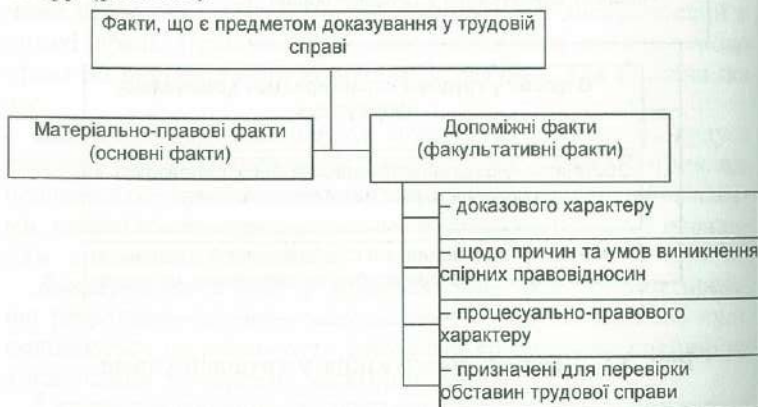 Факти, що є предметом доказування у трудовій
справі
Матеріально-правові факти
(основні факти)
Допоміжні факти
(факультативні факти)
- доказового характеру
- щодо причин та умов виникнення
спірних правовідносин
- процесуально-правового
характеру
- призначені для перевірки
обставин трудової справи